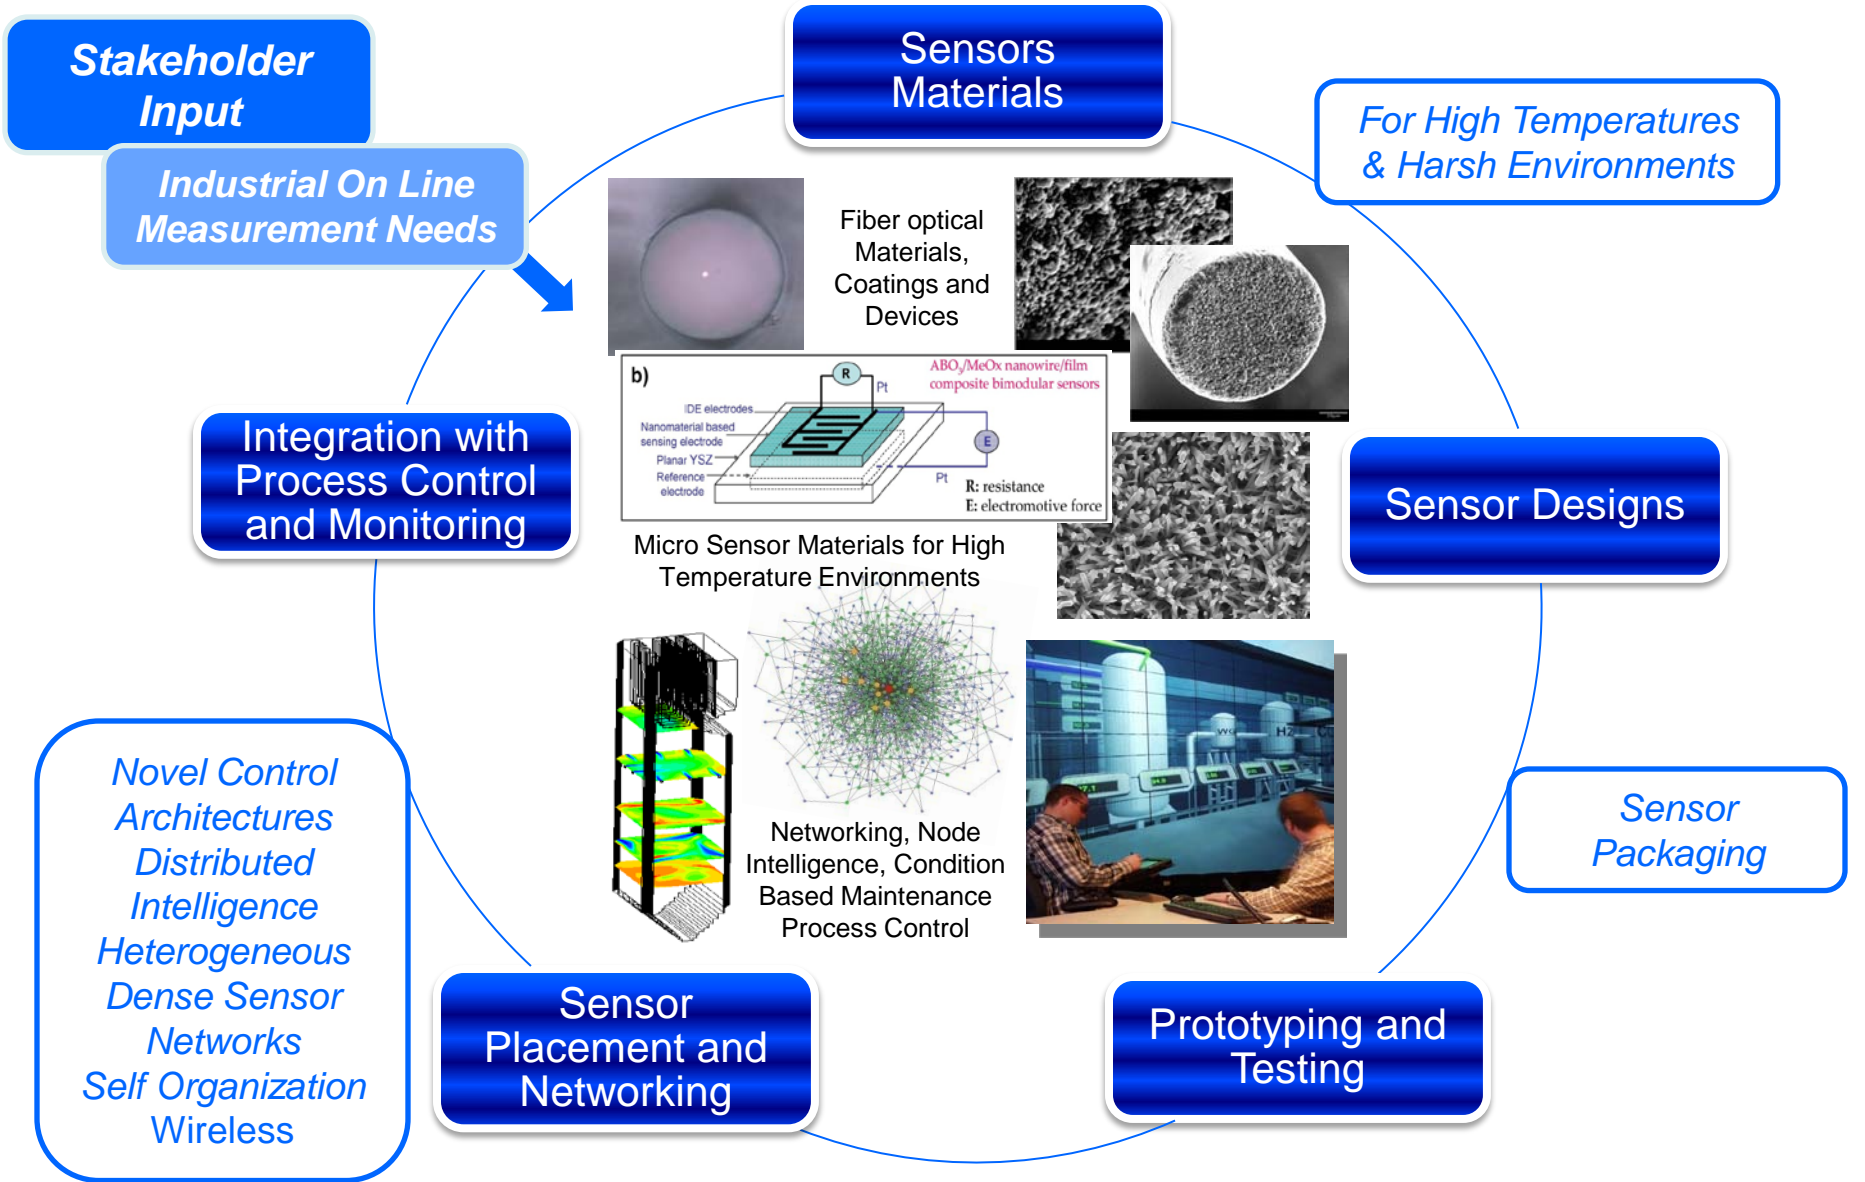 Stakeholder
Input
Industrial On Line
Measurement Needs
Sensors
Materials
For High Temperatures
& Harsh Environments
Fiber optical
Materials,
Coatings and
Devices
b)
ABO3/MeOx nanowire/film
composite bimodular sensors
R
Pt
IDE electrodes
Nanomaterial based
sensing electrode
E
Planar YSZ
Reference
electrode
Pt
R: resistance
E: electromotive force
Integration with
Process Control
and Monitoring
Sensor Designs
Micro Sensor Materials for High
Temperature Environments
H2
Networking, Node
Intelligence, Condition
Based Maintenance
Process Control
Sensor
Packaging
Novel Control
Architectures
Distributed
Intelligence
Heterogeneous
Dense Sensor
Networks
Self Organization
Wireless
Sensor
Placement and
Networking
Prototyping and
Testing